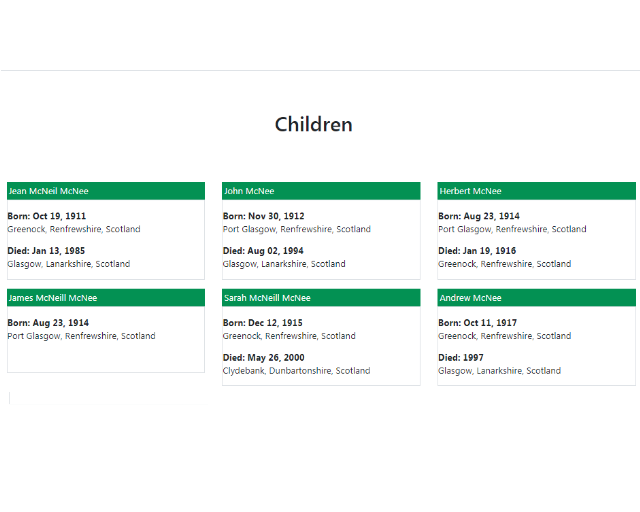 Children
Jean McNeil McNee
Born: Oct 19, 1911
Greenock, Renfrewshire, Scotland
Died: Jan 13, 1985
Glasgow, Lanarkshire, Scotland
John McNee
Born: Nov 30, 1912
Port Glasgow, Renfrewshire, Scotland
Died: Aug 02, 1994
Glasgow, Lanarkshire, Scotland
Herbert McNee
Born: Aug 23, 1914
Port Glasgow, Renfrewshire, Scotland
Died: Jan 19, 1916
Greenock, Renfrewshire, Scotland
James McNeill McNee
Born: Aug 23, 1914
Port Glasgow, Renfrewshire, Scotland
Sarah McNeill McNee
Born: Dec 12, 1915
Greenock, Renfrewshire, Scotland
Died: May 26, 2000
Clydebank, Dunbartonshire, Scotland
Andrew McNee
Born: Oct 11, 1917
Greenock, Renfrewshire, Scotland
Died: 1997
Glasgow, Lanarkshire, Scotland